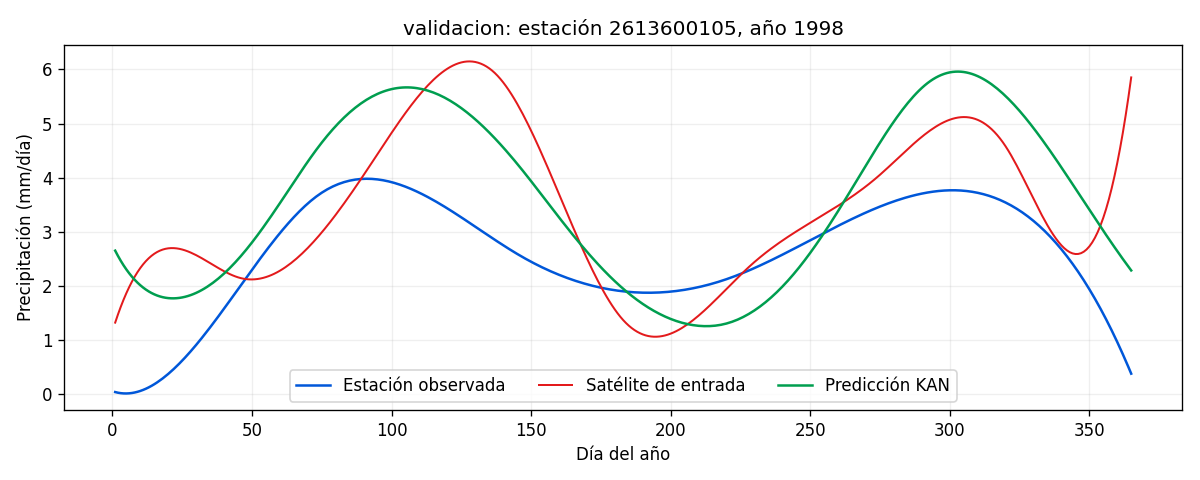 validacion: estación 2613600105, año 1998
Precipitación (mm/día)
6
5
4
3
2
1
0
Estación observada
Satélite de entrada
Predicción KAN
0 50 100 150 200 250 300 350
Día del año